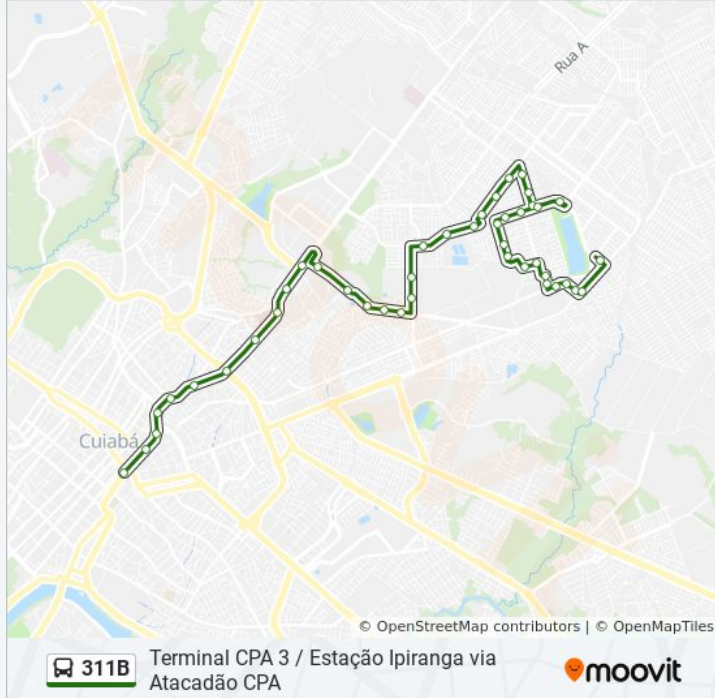 Rua A
Cuiabá
© OpenStreetMap contributors | © OpenMapTiles
311B
Terminal CPA 3 / Estação Ipiranga via
Atacadão CPA
moovit